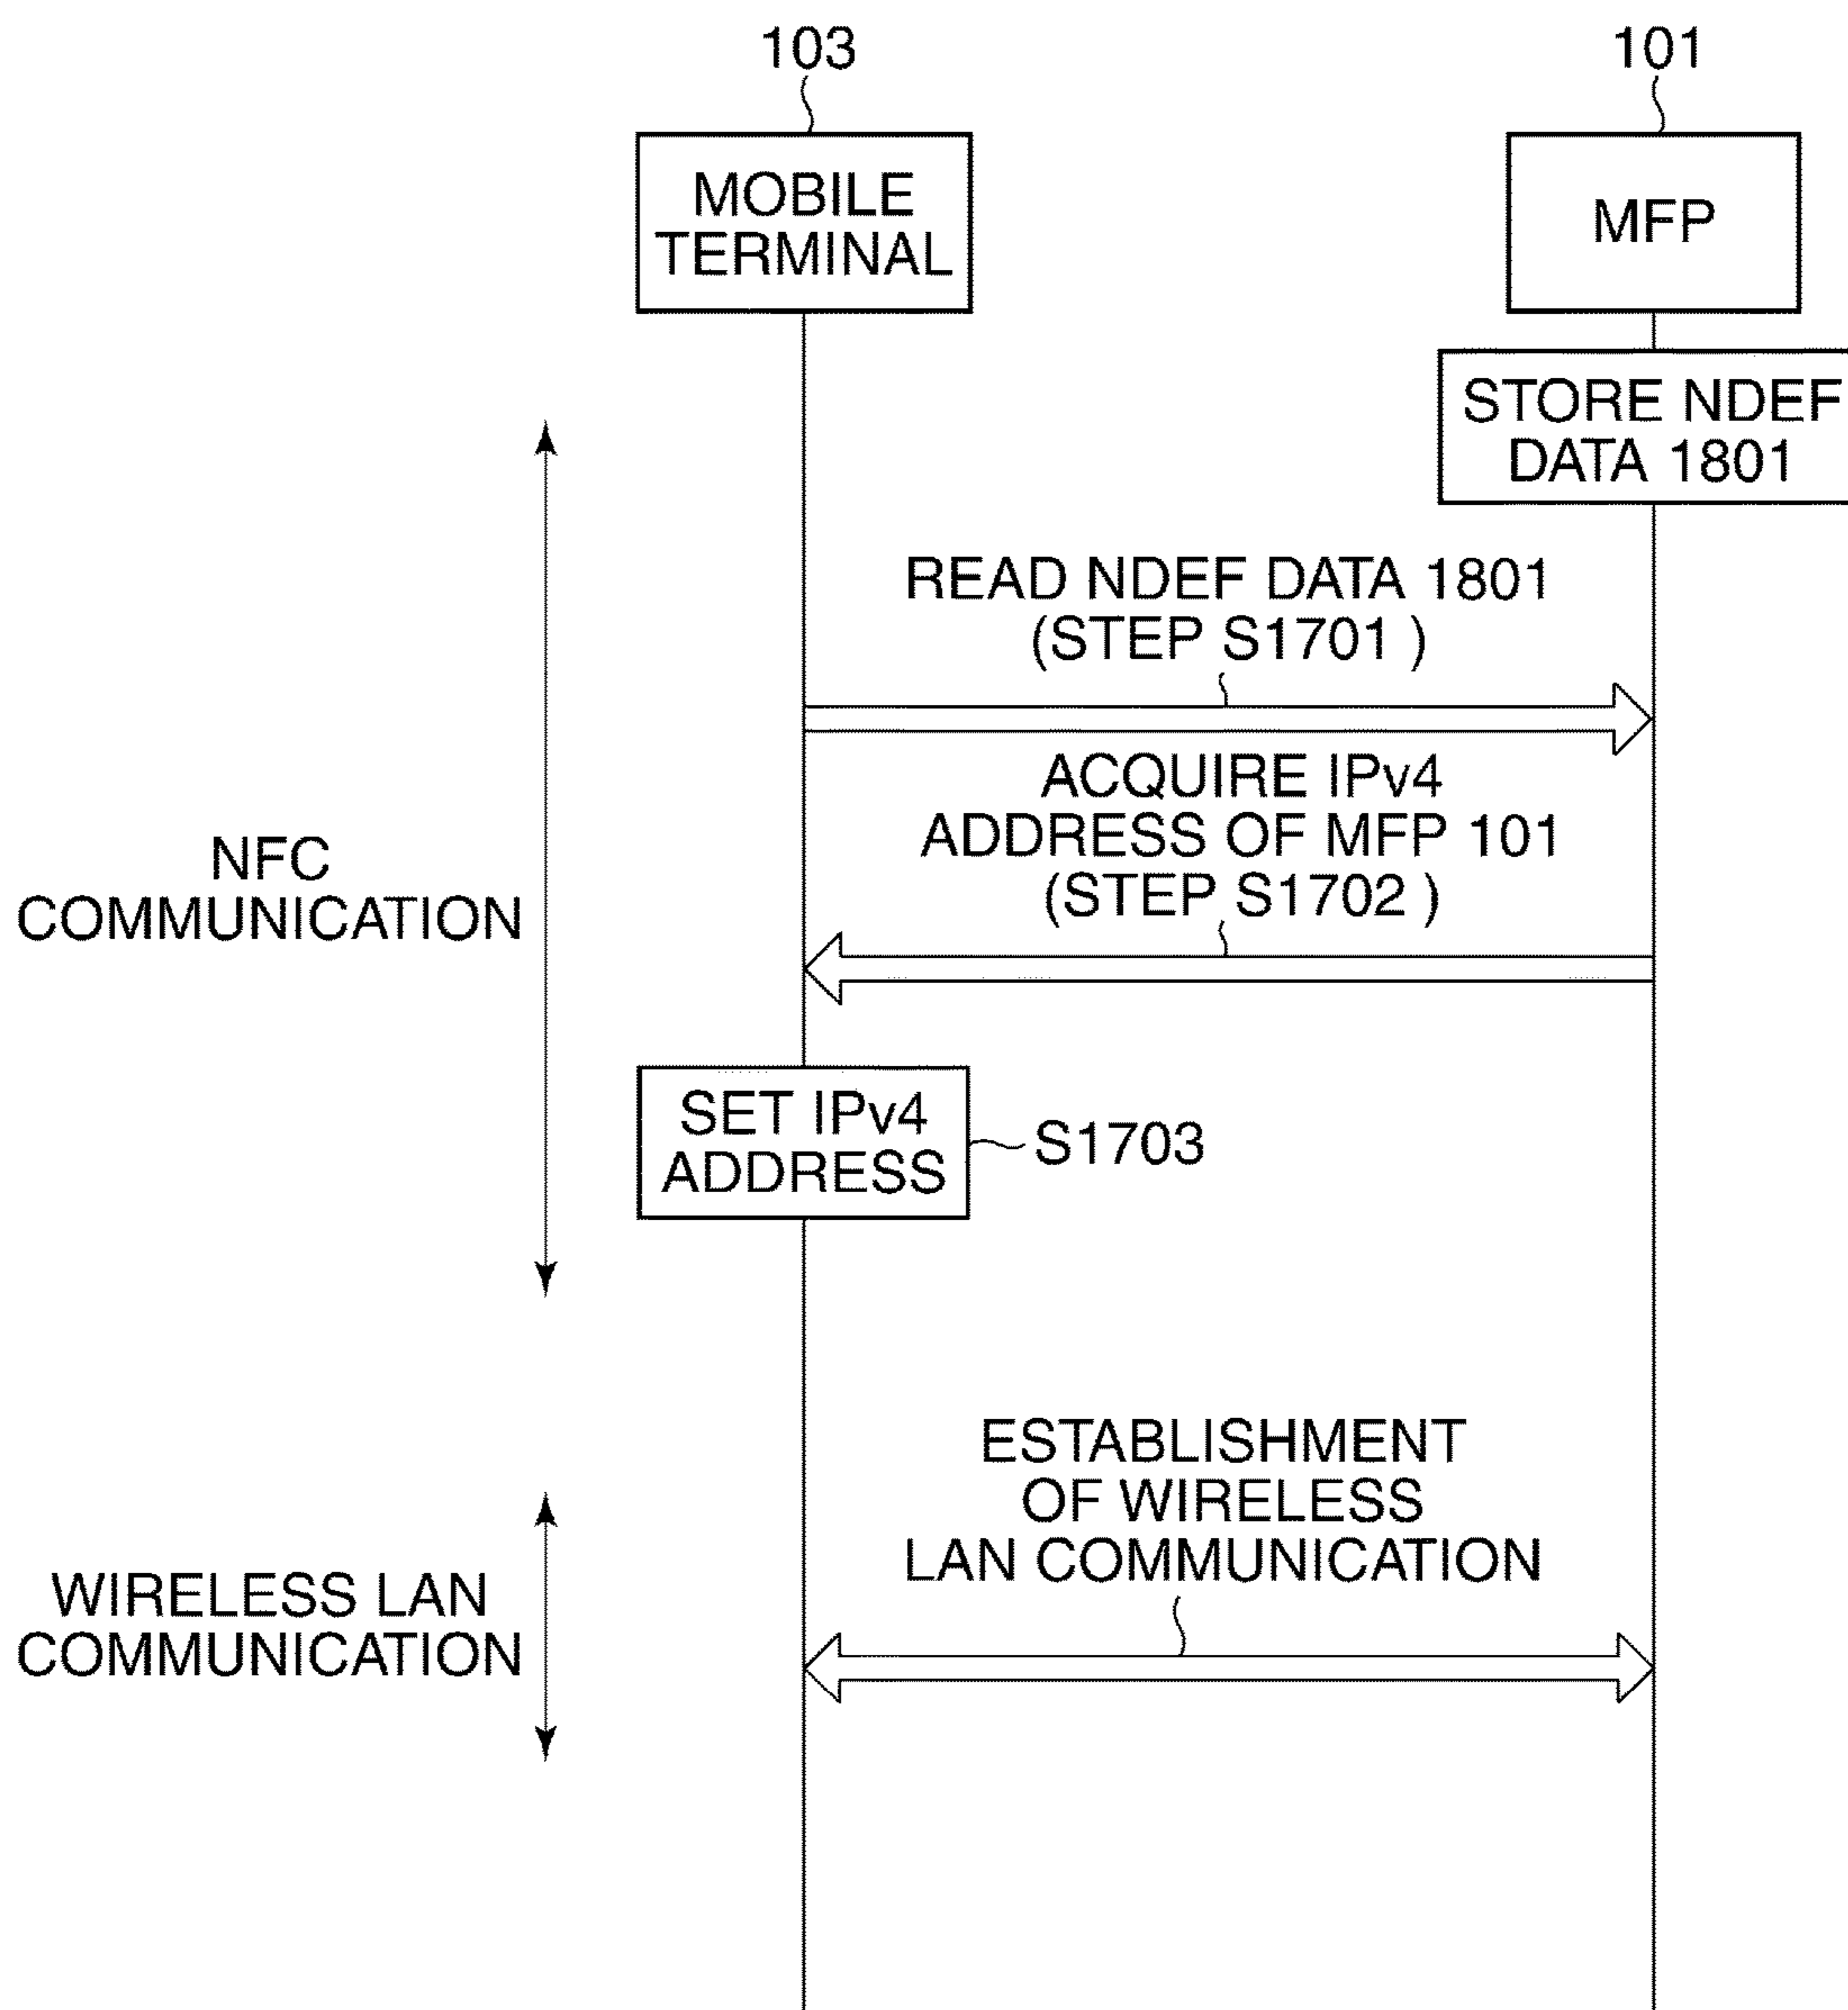 103
101
MOBILE
TERMINAL
MFP
STORE NDEF
DATA 1801
READ NDEF DATA 1801
(STEP S1701 )
ACQUIRE IPv4
ADDRESS OF MFP 101
(STEP S1702 )
NFC
COMMUNICATION
SET IPv4
ADDRESS
S1703
ESTABLISHMENT
OF WIRELESS
LAN COMMUNICATION
WIRELESS LAN
COMMUNICATION